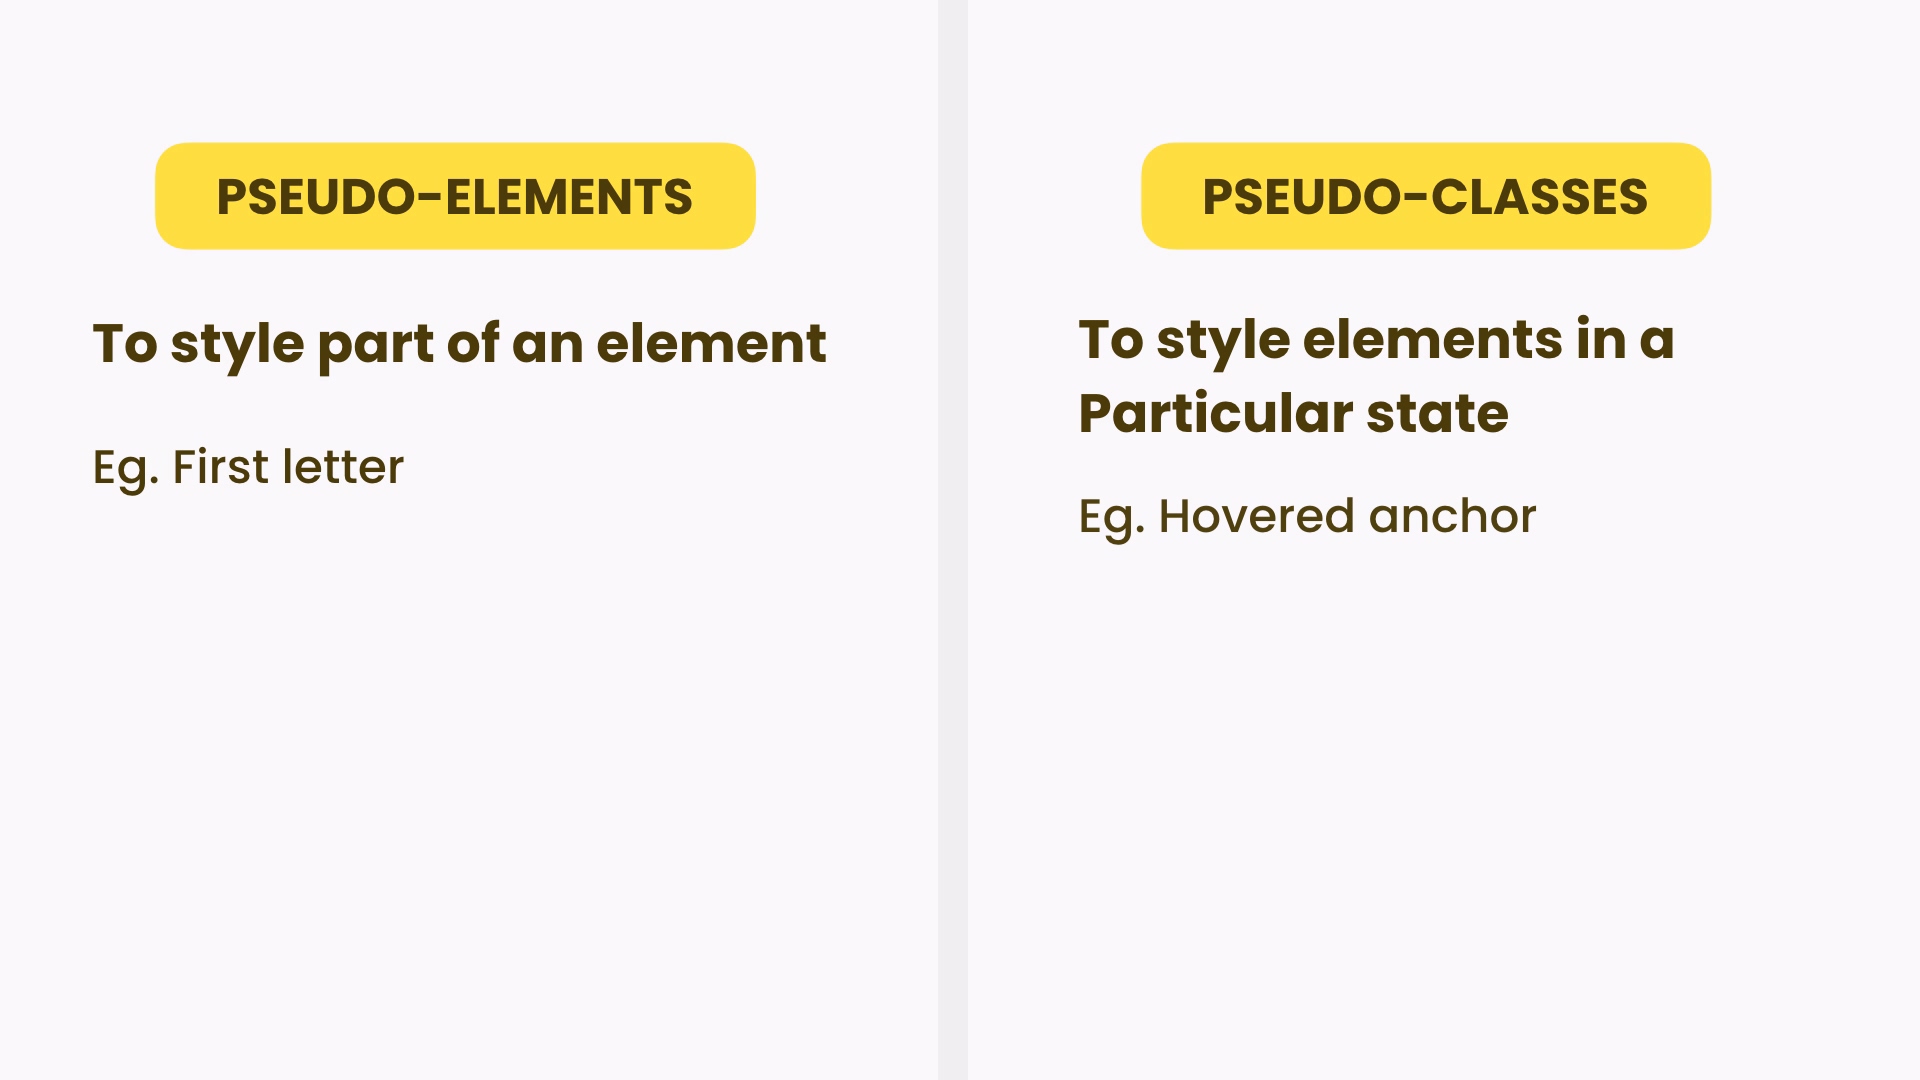 PSEUDO-ELEMENTS
To style part of an element
Eg. First letter
PSEUDO-CLASSES
To style elements in a
Particular state
Eg. Hovered anchor